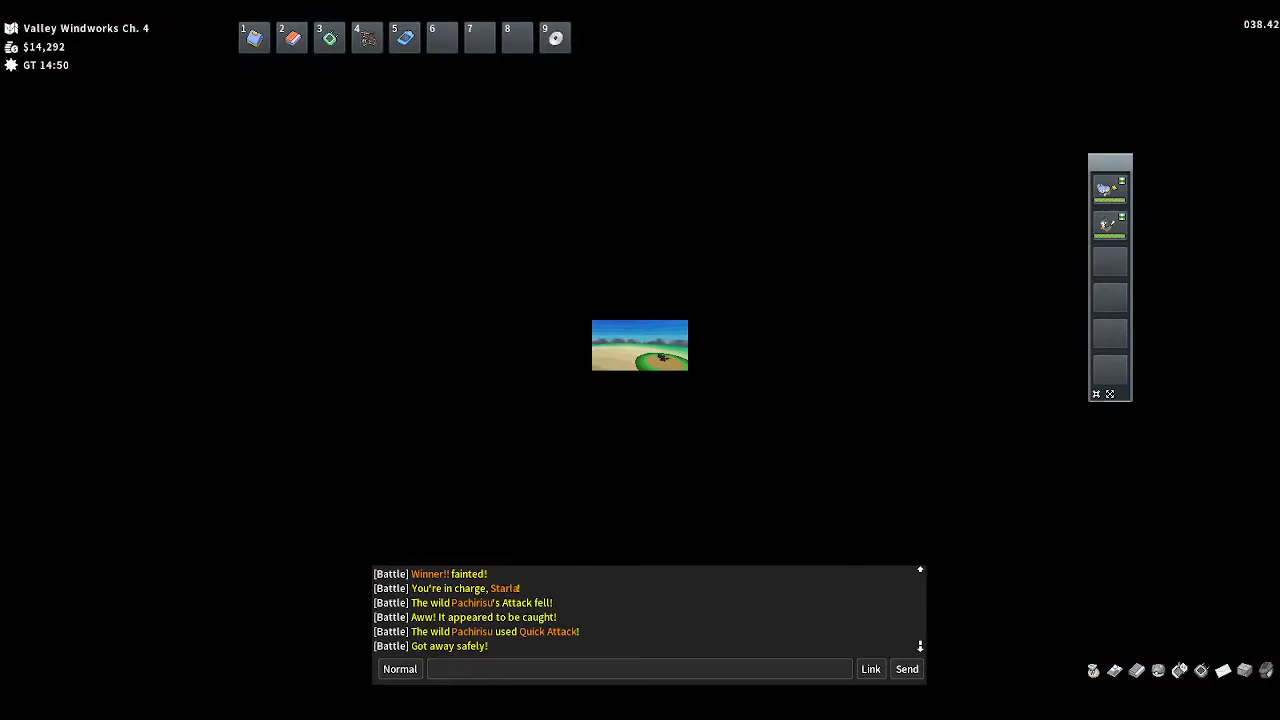 Valley Windworks Ch. 4
$14,292
GT 14:50
1 2 3 4 5 6 7 8 9
038.42
[Battle] Winner!! fainted!
[Battle] You're in charge, Starla!
[Battle] The wild Pachirisu's Attack fell!
[Battle] Aww! It appeared to be caught!
[Battle] The wild Pachirisu used Quick Attack!
[Battle] Got away safely!
Normal Link Send